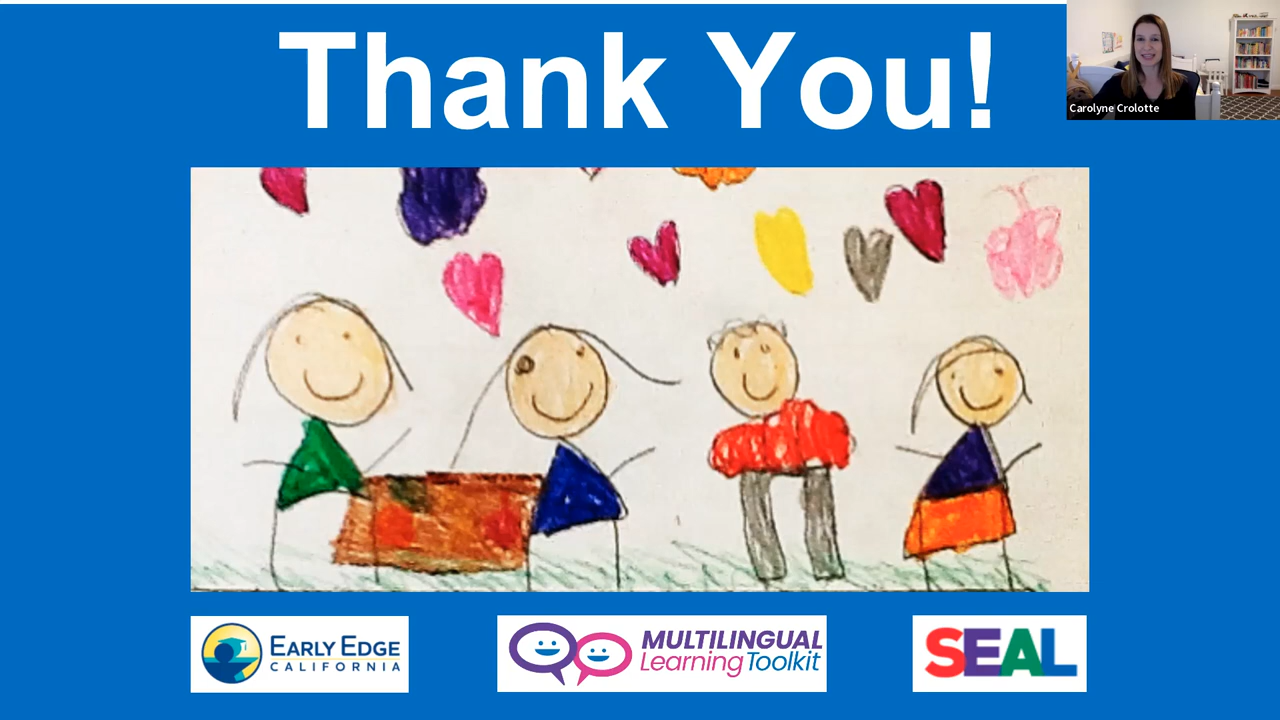 Thank You!
Carolyne Crolotte
EARLY EDGE
CALIFORNIA
MULTILINGUAL
Learning Toolkit
SEAL